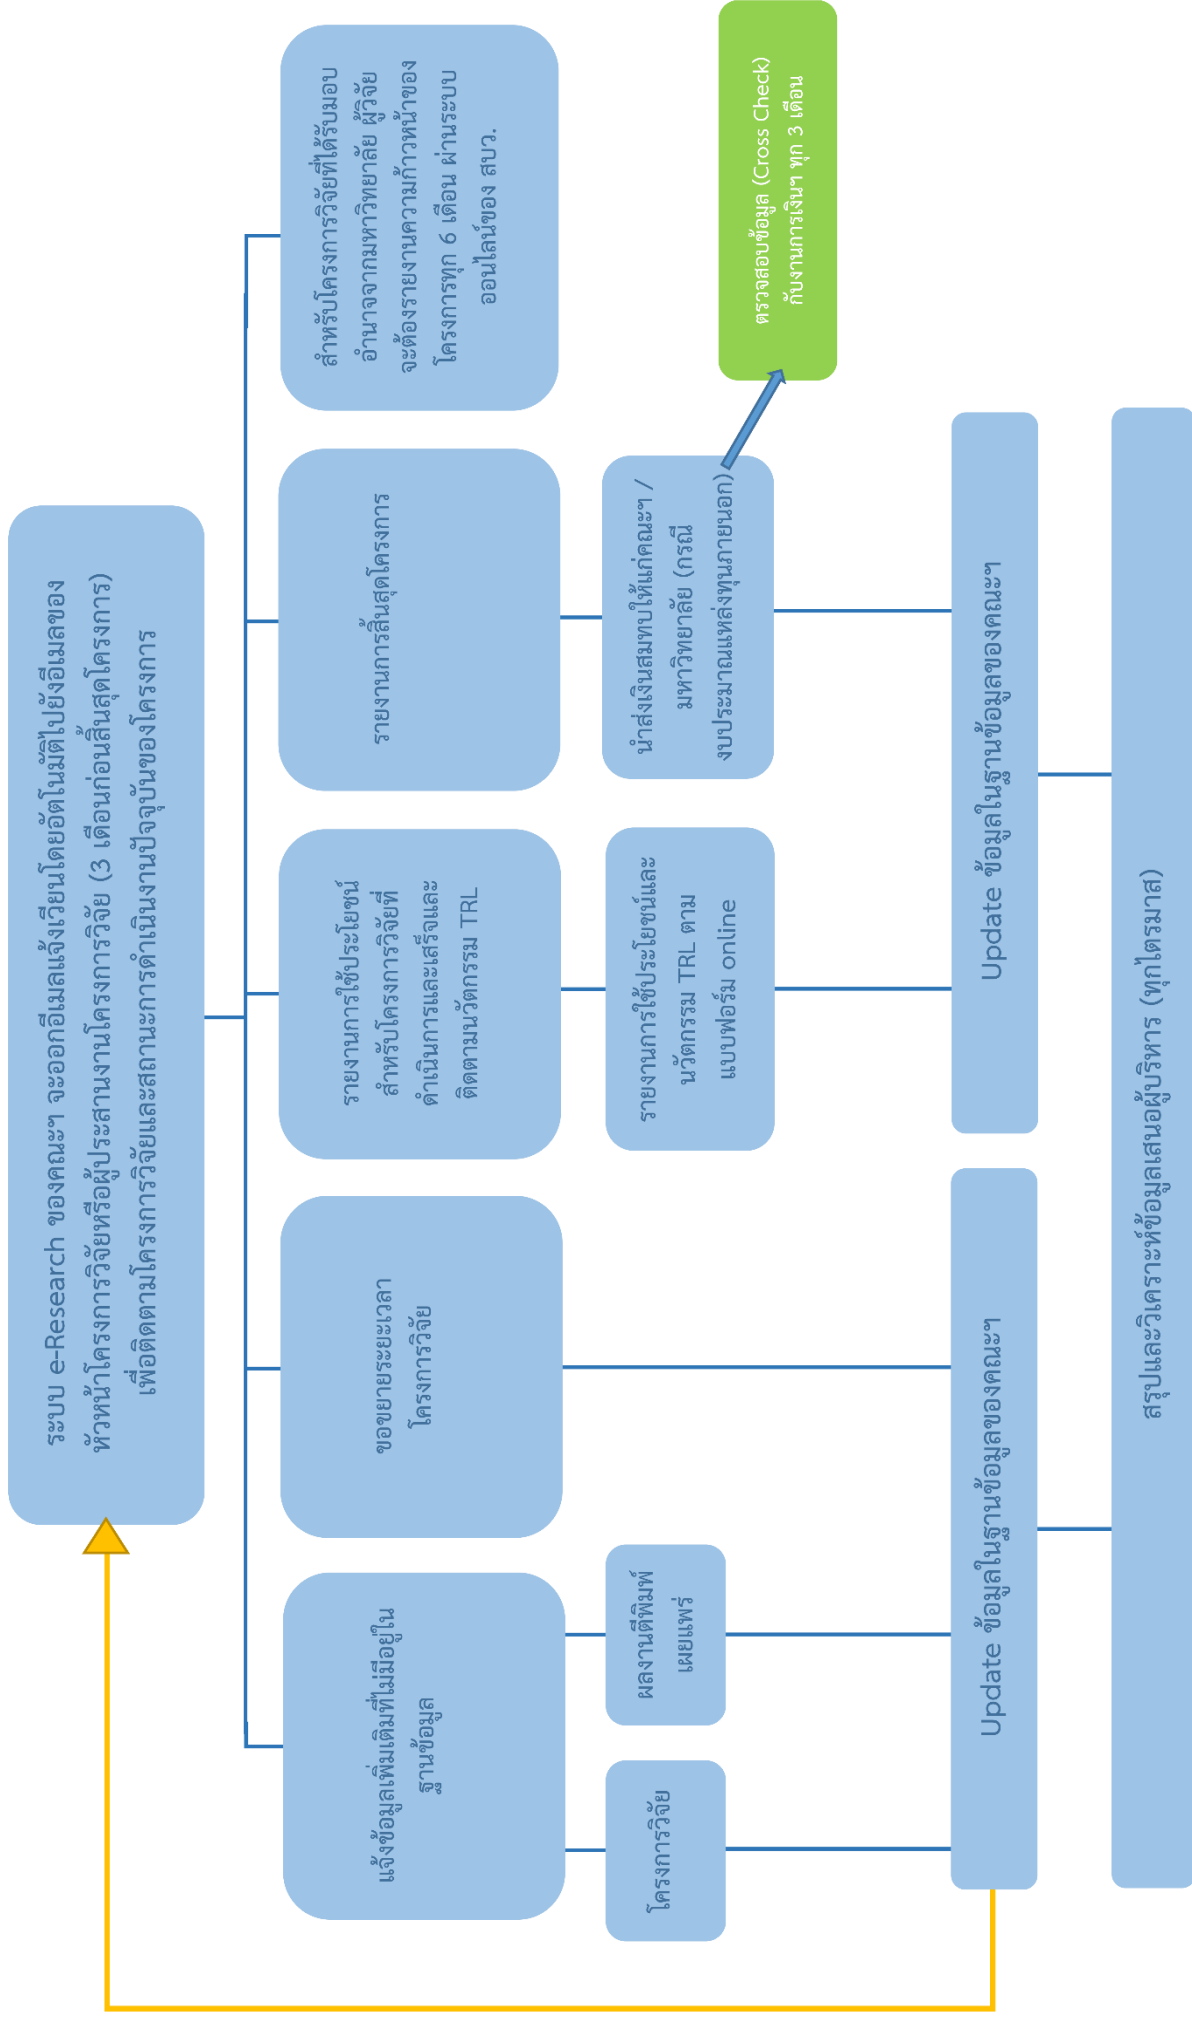 ระบบ e-Research ของคณะฯ จะออกอีเมลแจ้งเวียนโดยอัตโนมัติไปยังอีเมลของ
หัวหน้าโครงการวิจัยหรือผู้ประสานงานโครงการวิจัย (3 เดือนก่อนสิ้นสุดโครงการ)
เพื่อติดตามโครงการวิจัยและสถานะการดำเนินงานปัจจุบันของโครงการ
แจ้งข้อมูลเพิ่มเติมที่ไม่มีอยู่ใน
ฐานข้อมูล
ขอขยายระยะเวลา
โครงการวิจัย
รายงานการใช้ประโยชน์
สำหรับโครงการวิจัยที่
ดำเนินการและเสร็จและ
ติดตามนวัตกรรม TRL
รายงานการสิ้นสุดโครงการ
สำหรับโครงการวิจัยที่ได้รับมอบ
อำนาจจากมหาวิทยาลัย ผู้วิจัย
จะต้องรายงานความก้าวหน้าของ
โครงการทุก 6 เดือน ผ่านระบบ
ออนไลน์ของ สบว.
โครงการวิจัย
ผลงานตีพิมพ์
เผยแพร่
รายงานการใช้ประโยชน์และ
นวัตกรรม TRL ตาม
แบบฟอร์ม online
นำส่งเงินสมทบให้แก่คณะฯ /
มหาวิทยาลัย (กรณี
งบประมาณแหล่งทุนภายนอก)
ตรวจสอบข้อมูล (Cross Check)
กับงานการเงินฯ ทุก 3 เดือน
Update ข้อมูลในฐานข้อมูลของคณะฯ
Update ข้อมูลในฐานข้อมูลของคณะฯ
สรุปและวิเคราะห์ข้อมูลเสนอผู้บริหาร (ทุกไตรมาส)